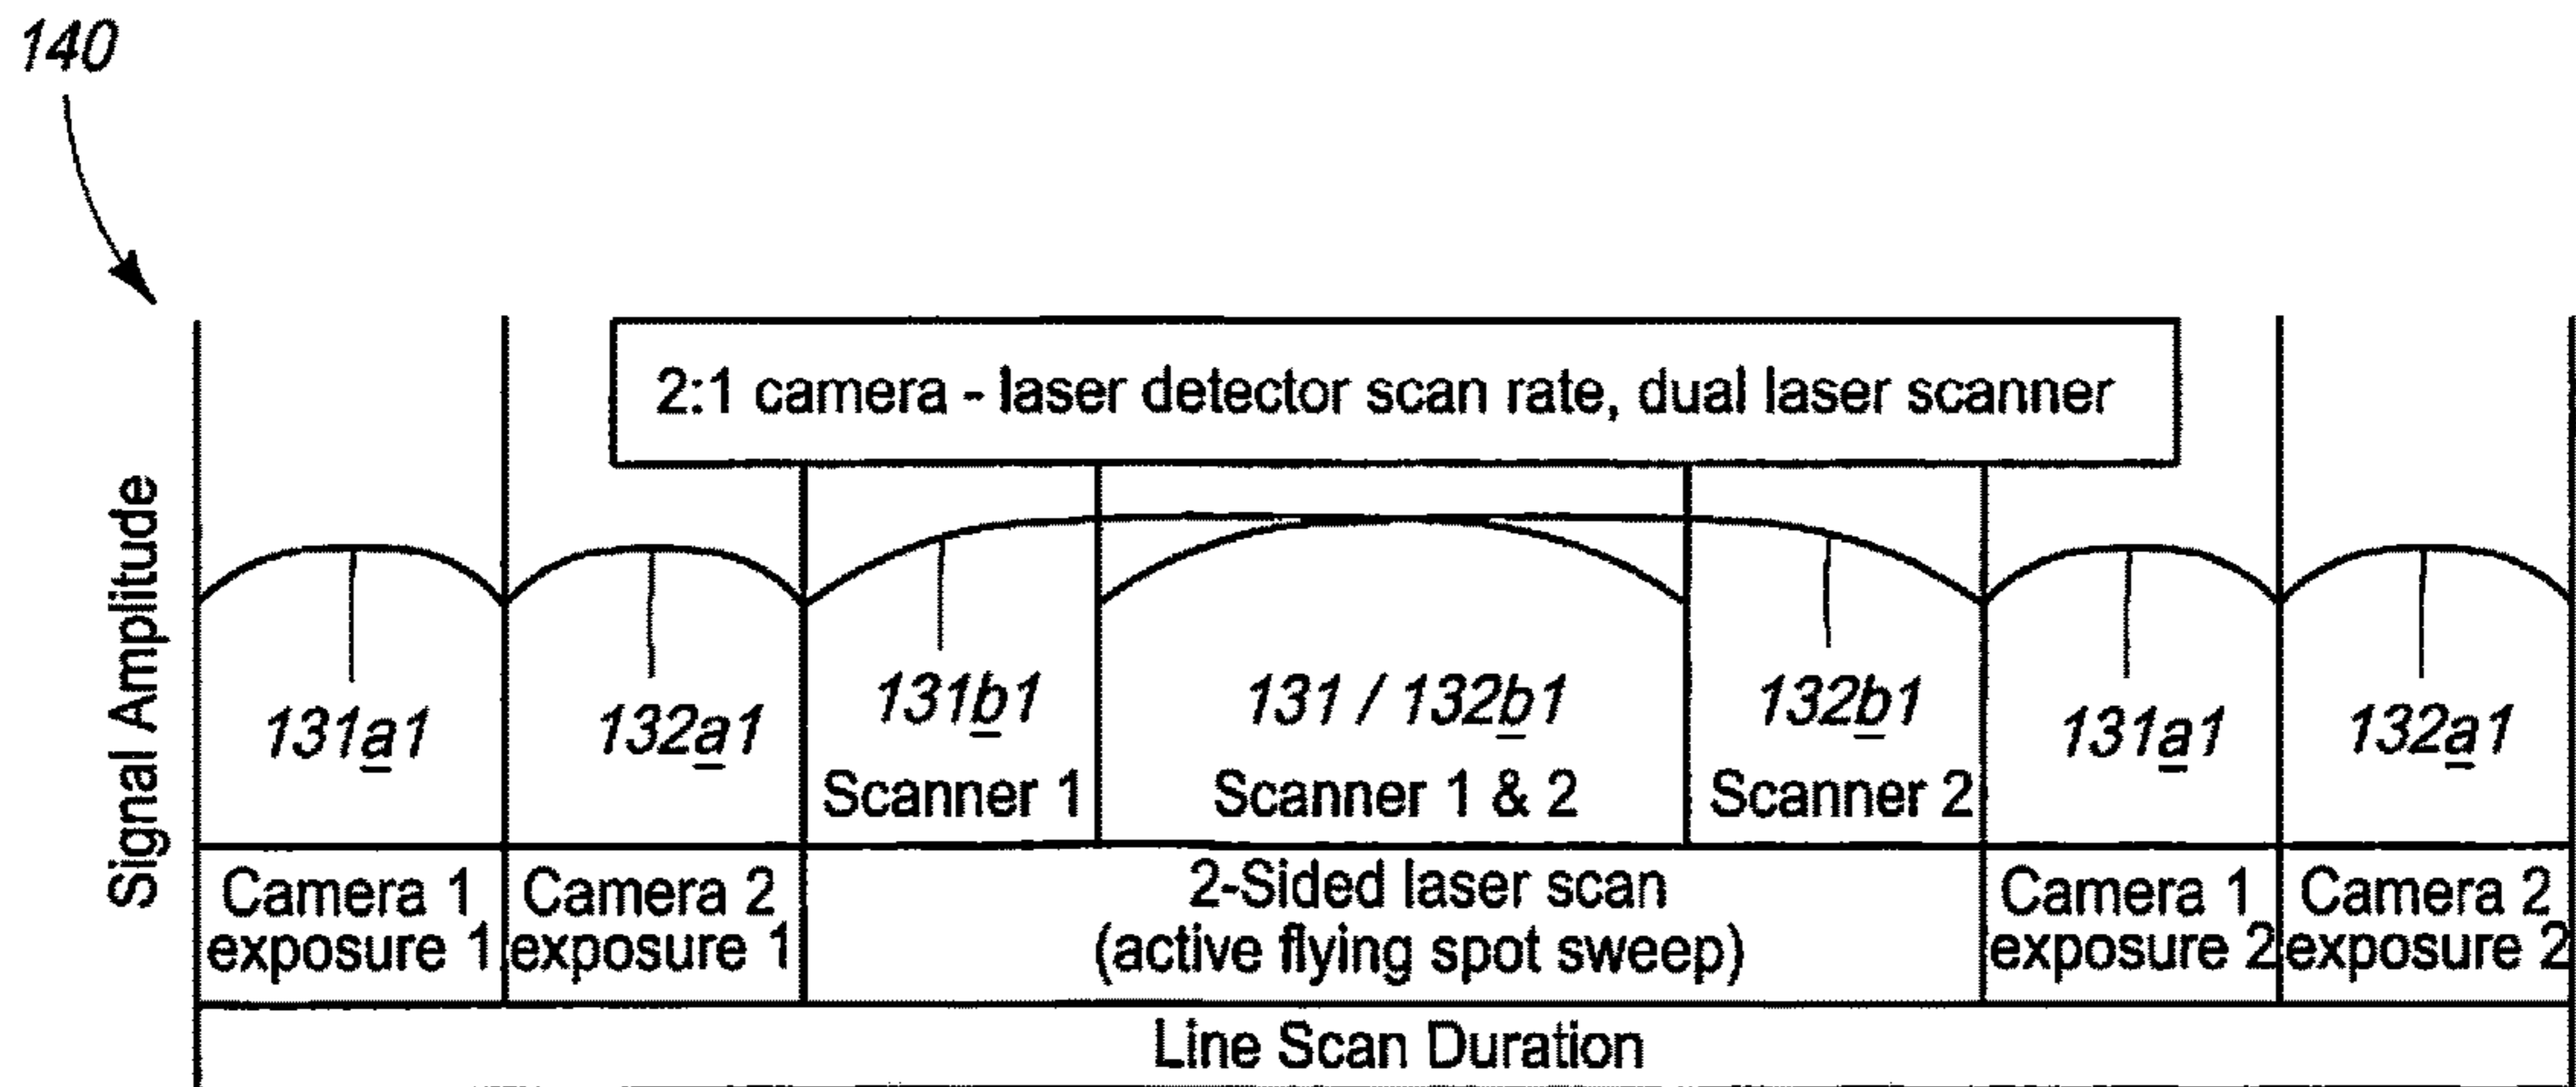 140
2:1 camera - laser detector scan rate, dual laser scanner
Signal Amplitude
131a1
132a1
131b1
131 / 132b1
132b1
131a1
132a1
Scanner 1
Scanner 1 & 2
Scanner 2
Camera 1
exposure 1
Camera 2
exposure 1
2-Sided laser scan
(active flying spot sweep)
Camera 1
exposure 2
Camera 2
exposure 2
Line Scan Duration